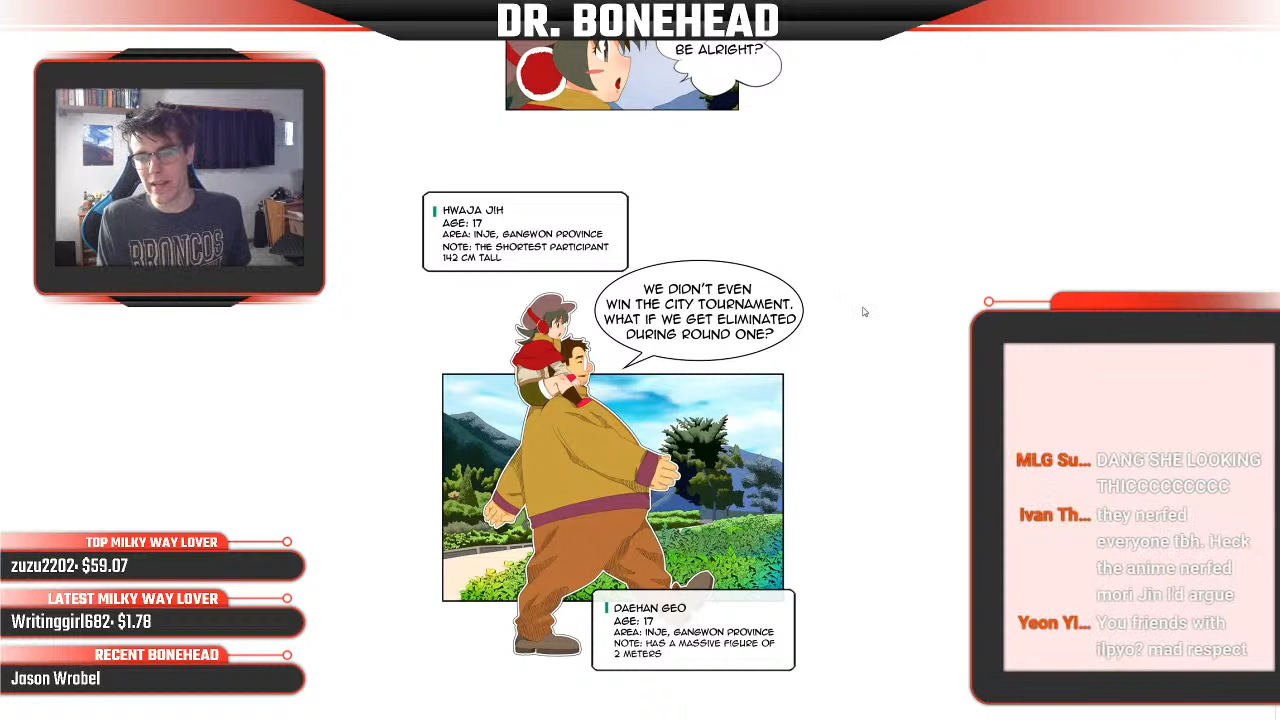 DR. BONEHEAD
BE ALRIGHT?
BRONCOS
HWAJA JIH
AGE: 17
AREA: INJE, GANGWON PROVINCE
NOTE: THE SHORTEST PARTICIPANT
142 CM TALL
WE DIDN'T EVEN
WIN THE CITY TOURNAMENT.
WHAT IF WE GET ELIMINATED
DURING ROUND ONE?
DAEHAN GEO
AGE: 17
AREA: INJE, GANGWON PROVINCE
NOTE: HAS A MASSIVE FIGURE OF
2 METERS
TOP MILKY WAY LOVER
zuzu2202: $59.07
LATEST MILKY WAY LOVER
Writinggirl682: $1.78
RECENT BONEHEAD
Jason Wrobel
MLG Su... DANG SHE LOOKING
THICCCCCCCCC
Ivan Th... they nerfed
everyone tbh. Heck
the anime nerfed
mori Jin I'd argue
Yeon Yi... You friends with
ilpyo? mad respect